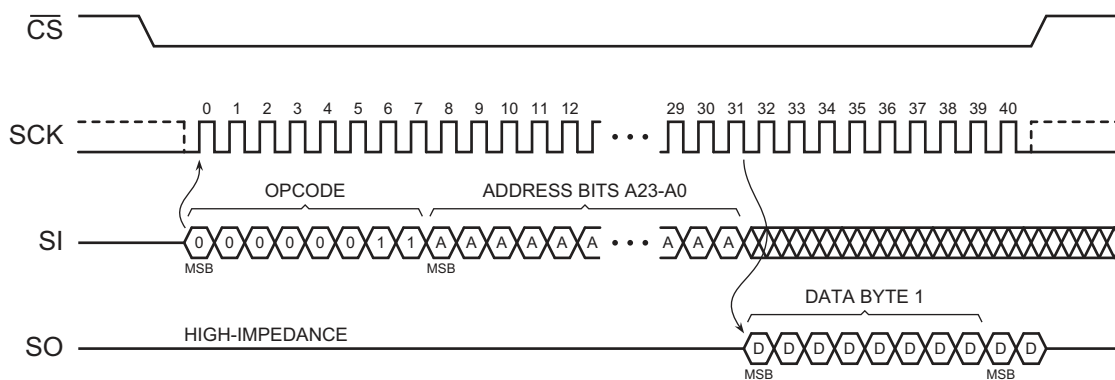 CS
0 1 2 3 4 5 6 7 8 9 10 11 12 29 30 31 32 33 34 35 36 37 38 39 40
SCK
OPCODE ADDRESS BITS A23-A0
SI 0 0 0 0 0 0 1 1 A A A A A A A A A
MSB MSB
DATA BYTE 1
HIGH-IMPEDANCE
SO D D D D D D D D D D
MSB MSB